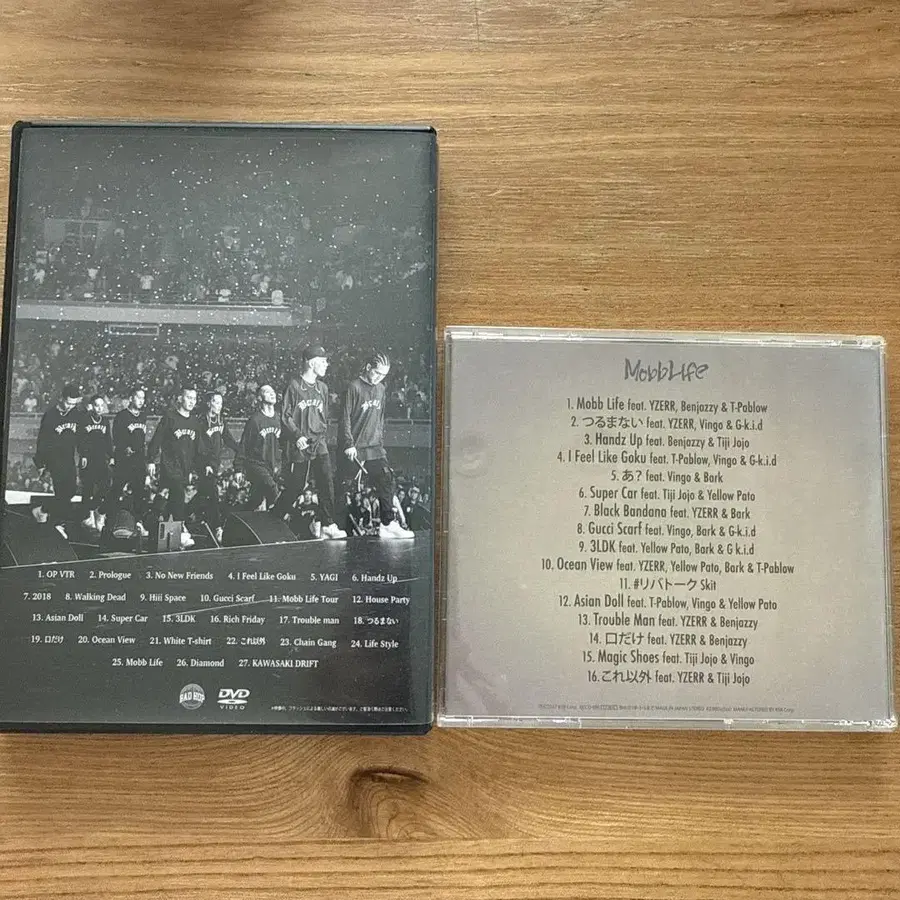 1. OP VTR 2. Prologue 3. No New Friends 4. I Feel Like Goku 5. YAGI 6. Handz Up
7. 2018 8. Walking Dead 9. Hiii Space 10. Gucci Scarf 11. Mobb Life Tour 12. House Party
13. Asian Doll 14. Super Car 15. 3LDK 16. Rich Friday 17. Trouble man 18. つるまない
19. 口だけ 20. Ocean View 21. White T-shirt 22. これ以外 23. Chain Gang 24. Life Style
25. Mobb Life 26. Diamond 27. KAWASAKI DRIFT
BAD HOP
DVD
VIDEO
MobbLife
1. Mobb Life feat. YZERR, Benjazzy & T-Pablow
2. つるまない feat. YZERR, Vingo & G-k.i.d
3. Handz Up feat. Benjazzy & Tiji Jojo
4. I Feel Like Goku feat. T-Pablow, Vingo & G-k.i.d
5. あ? feat. Vingo & Bark
6. Super Car feat. Tiji Jojo & Yellow Pato
7. Black Bandana feat. YZERR & Bark
8. Gucci Scarf feat. Vingo, Bark & G-k.i.d
9. 3LDK feat. Yellow Pato, Bark & G k.i.d
10. Ocean View feat. YZERR, Yellow Pato, Bark & T-Pablow
11. #リバトーク Skit
12. Asian Doll feat. T-Pablow, Vingo & Yellow Pato
13. Trouble Man feat. YZERR & Benjazzy
14. 口だけ feat. YZERR & Benjazzy
15. Magic Shoes feat. Tiji Jojo & Vingo
16. これ以外 feat. YZERR & Tiji Jojo